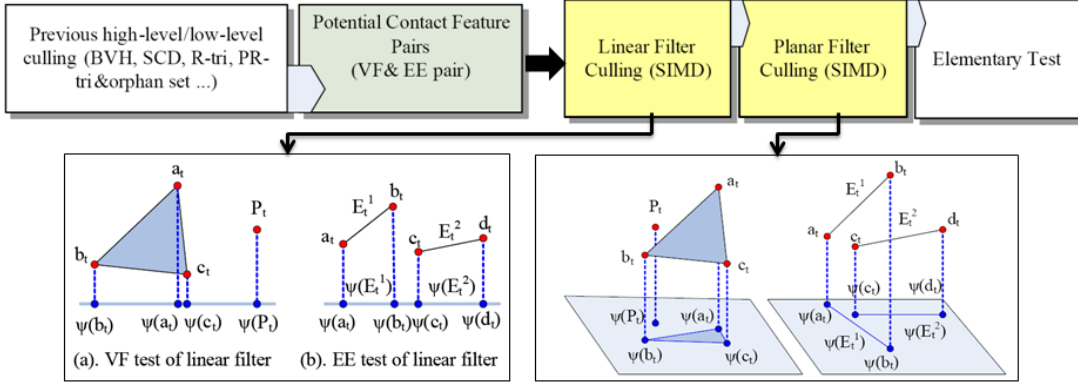 Previous high-level/low-level
culling (BVH, SCD, R-tri, PR-
tri&orphan set ...)
Potential Contact Feature
Pairs
(VF& EE pair)
Linear Filter
Culling (SIMD)
Planar Filter
Culling (SIMD)
Elementary Test
aₜ
Pₜ
bₜ
cₜ
ψ(bₜ)
ψ(aₜ)
ψ(cₜ)
ψ(Pₜ)
(a). VF test of linear filter
bₜ
Eₜ¹
aₜ
cₜ
Eₜ²
dₜ
ψ(Eₜ¹)
ψ(Eₜ²)
ψ(aₜ)
ψ(bₜ)
ψ(cₜ)
ψ(dₜ)
(b). EE test of linear filter
aₜ
Pₜ
bₜ
cₜ
ψ(Pₜ)
ψ(aₜ)
ψ(bₜ)
ψ(cₜ)
bₜ
Eₜ¹
Eₜ²
dₜ
aₜ
cₜ
ψ(cₜ)
ψ(dₜ)
ψ(aₜ)
ψ(Eₜ¹)
ψ(Eₜ²)
ψ(bₜ)